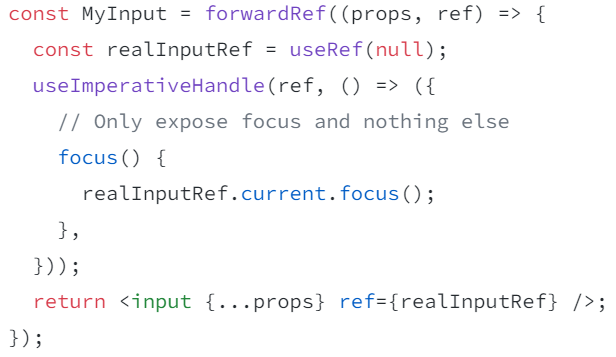 const MyInput = forwardRef((props, ref) => {
  const realInputRef = useRef(null);
  useImperativeHandle(ref, () => ({
    // Only expose focus and nothing else
    focus() {
      realInputRef.current.focus();
    },
  }));
  return <input {...props} ref={realInputRef} />;
});